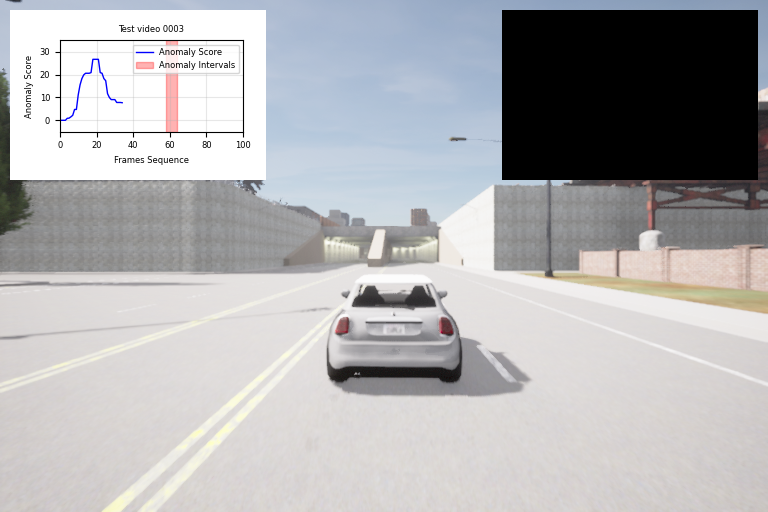 Test video 0003
Anomaly Score
30
20
10
0
Anomaly Score
Anomaly Intervals
0 20 40 60 80 100
Frames Sequence